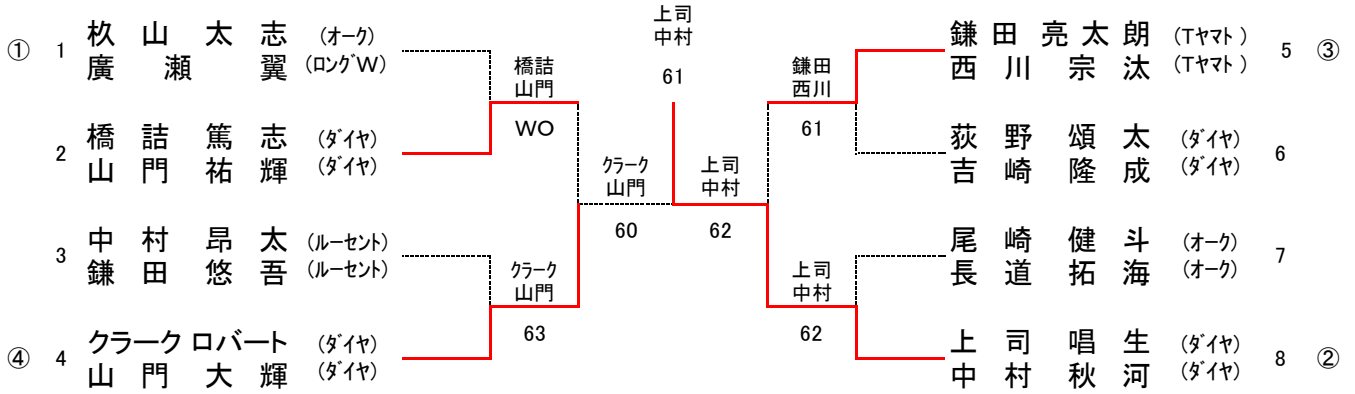 ① 1 杁山太志 (オーク)
廣瀬翼 (ロングW)
2 橋詰篤志 (ダイヤ)
山門祐輝 (ダイヤ)
3 中村昂太 (ルーセント)
鎌田悠吾 (ルーセント)
④ 4 クラークロバート (ダイヤ)
山門大輝 (ダイヤ)
橋詰
山門
WO
クラーク
山門
63
クラーク
山門
60
上司
中村
61
上司
中村
62
鎌田
西川
61
上司
中村
62
鎌田亮太朗 (Tヤマト) 5 ③
西川宗汰 (Tヤマト)
荻野頌太 (ダイヤ) 6
吉崎隆成 (ダイヤ)
尾崎健斗 (オーク) 7
長道拓海 (オーク)
上司唱生 (ダイヤ) 8 ②
中村秋河 (ダイヤ)